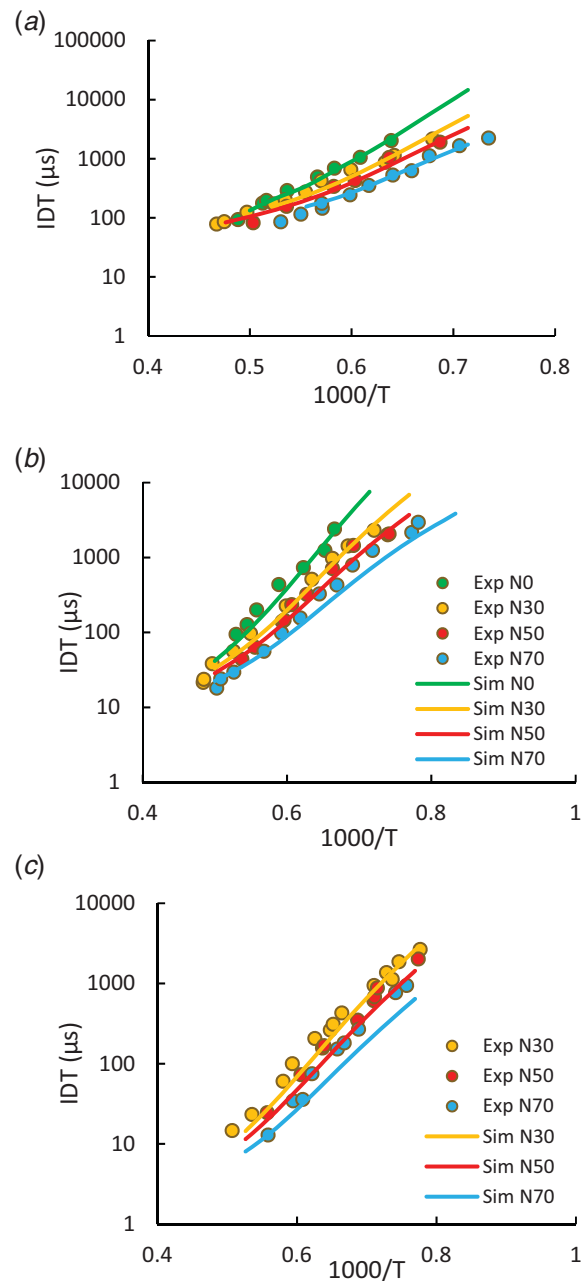 (a)
100000
10000
1000
100
10
1
IDT (µs)
0.4 0.5 0.6 0.7 0.8
1000/T
(b)
10000
1000
100
10
1
IDT (µs)
Exp N0
Exp N30
Exp N50
Exp N70
Sim N0
Sim N30
Sim N50
Sim N70
0.4 0.6 0.8 1
1000/T
(c)
10000
1000
100
10
1
IDT (µs)
Exp N30
Exp N50
Exp N70
Sim N30
Sim N50
Sim N70
0.4 0.6 0.8 1
1000/T